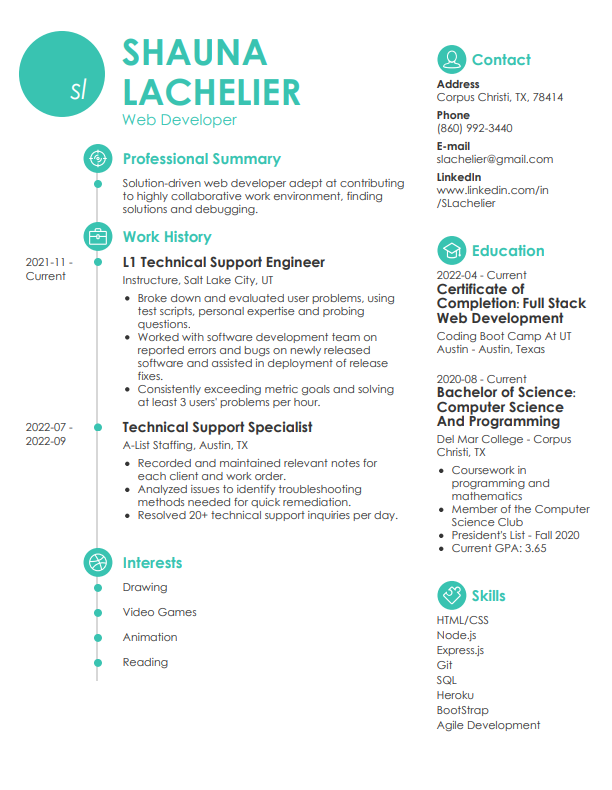 sl
SHAUNA
LACHELIER
Web Developer
Professional Summary
Solution-driven web developer adept at contributing
to highly collaborative work environment, finding
solutions and debugging.
Work History
2021-11 -
Current
L1 Technical Support Engineer
Instructure, Salt Lake City, UT
• Broke down and evaluated user problems, using
test scripts, personal expertise and probing
questions.
• Worked with software development team on
reported errors and bugs on newly released
software and assisted in deployment of release
fixes.
• Consistently exceeding metric goals and solving
at least 3 users' problems per hour.
2022-07 -
2022-09
Technical Support Specialist
A-List Staffing, Austin, TX
• Recorded and maintained relevant notes for
each client and work order.
• Analyzed issues to identify troubleshooting
methods needed for quick remediation.
• Resolved 20+ technical support inquiries per day.
Interests
Drawing
Video Games
Animation
Reading
Contact
Address
Corpus Christi, TX, 78414
Phone
(860) 992-3440
E-mail
slachelier@gmail.com
LinkedIn
www.linkedin.com/in
/SLachelier
Education
2022-04 - Current
Certificate of
Completion: Full Stack
Web Development
Coding Boot Camp At UT
Austin - Austin, Texas
2020-08 - Current
Bachelor of Science:
Computer Science
And Programming
Del Mar College - Corpus
Christi, TX
• Coursework in
programming and
mathematics
• Member of the Computer
Science Club
• President's List - Fall 2020
• Current GPA: 3.65
Skills
HTML/CSS
Node.js
Express.js
Git
SQL
Heroku
BootStrap
Agile Development